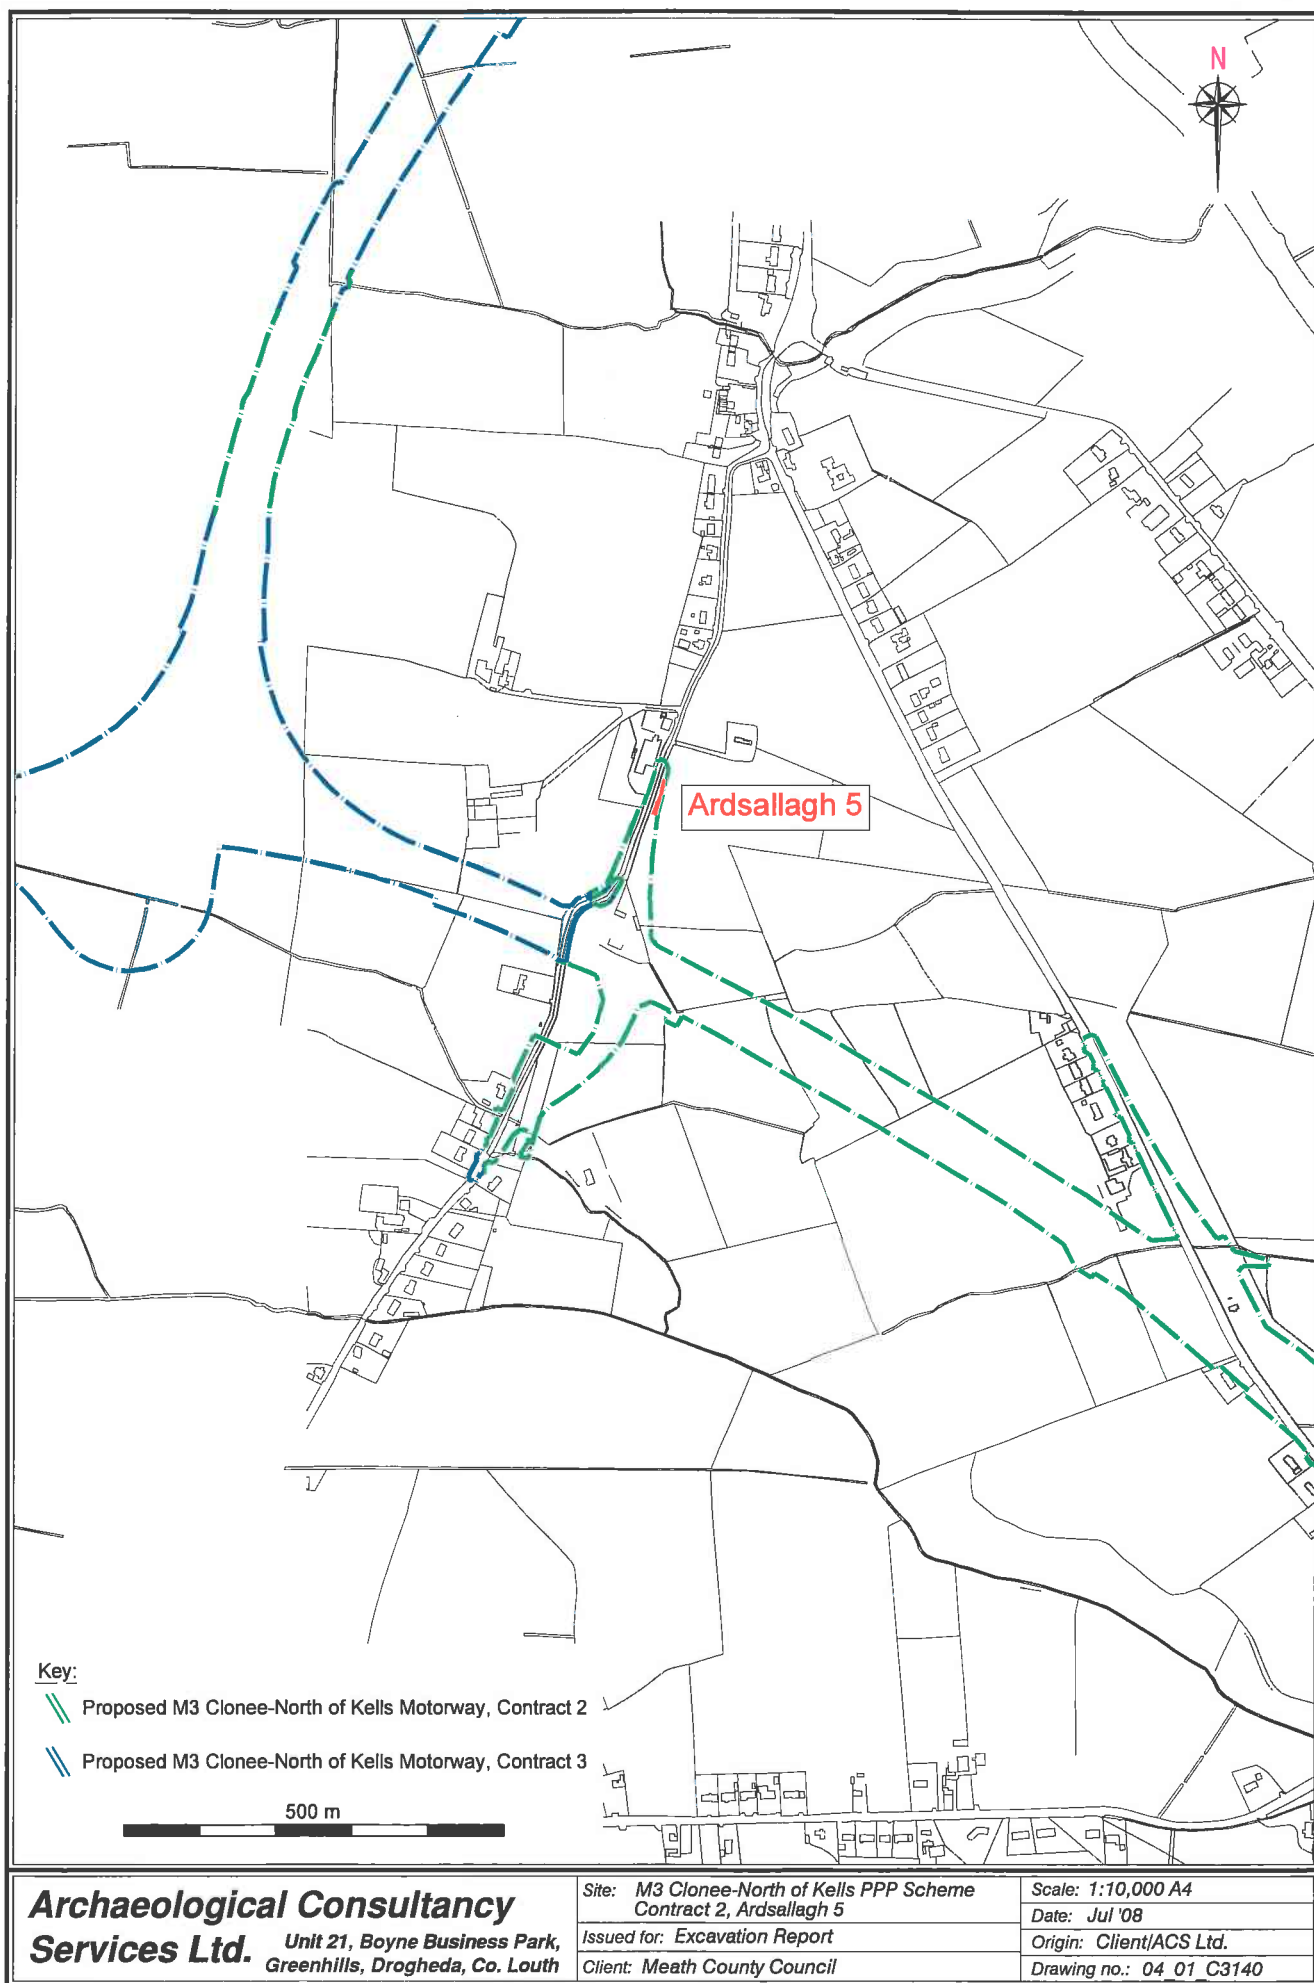 N
Ardsallagh 5
Key:
Proposed M3 Clonee-North of Kells Motorway, Contract 2
Proposed M3 Clonee-North of Kells Motorway, Contract 3
500 m
Archaeological Consultancy
Services Ltd. Unit 21, Boyne Business Park,
Greenhills, Drogheda, Co. Louth
Site: M3 Clonee-North of Kells PPP Scheme
Contract 2, Ardsallagh 5
Issued for: Excavation Report
Client: Meath County Council
Scale: 1:10,000 A4
Date: Jul '08
Origin: Client/ACS Ltd.
Drawing no.: 04_01_C3140